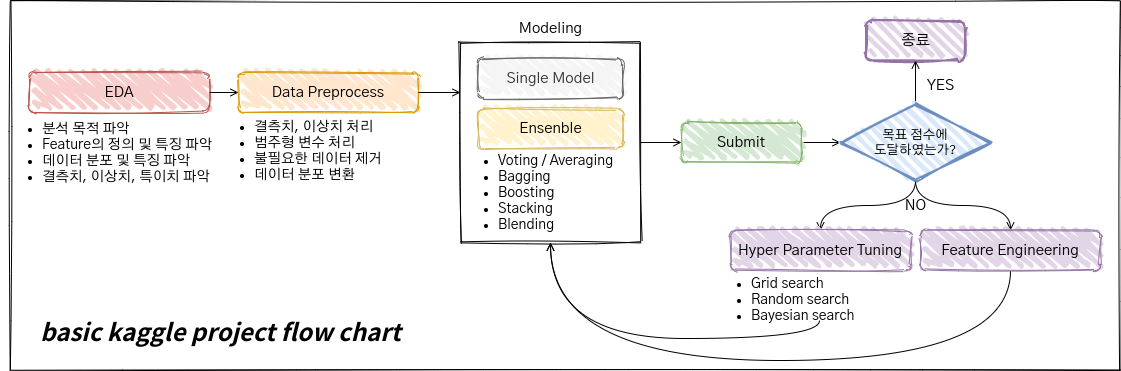 Modeling
EDA
• 분석 목적 파악
• Feature의 정의 및 특징 파악
• 데이터 분포 및 특징 파악
• 결측치, 이상치, 특이치 파악
Data Preprocess
• 결측치, 이상치 처리
• 범주형 변수 처리
• 불필요한 데이터 제거
• 데이터 분포 변환
Single Model
Ensenble
• Voting / Averaging
• Bagging
• Boosting
• Stacking
• Blending
Submit
목표 점수에
도달하였는가?
YES
종료
NO
Hyper Parameter Tuning
• Grid search
• Random search
• Bayesian search
Feature Engineering
basic kaggle project flow chart